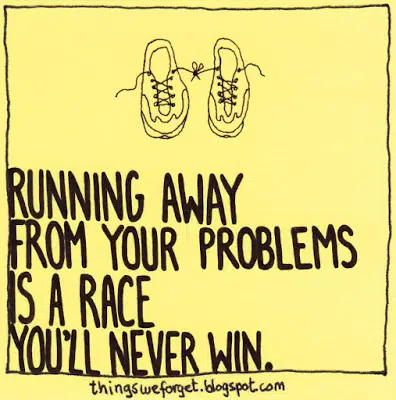 RUNNING AWAY
FROM YOUR PROBLEMS
IS A RACE
YOU'LL NEVER WIN.
thingsweforget.blogspot.com